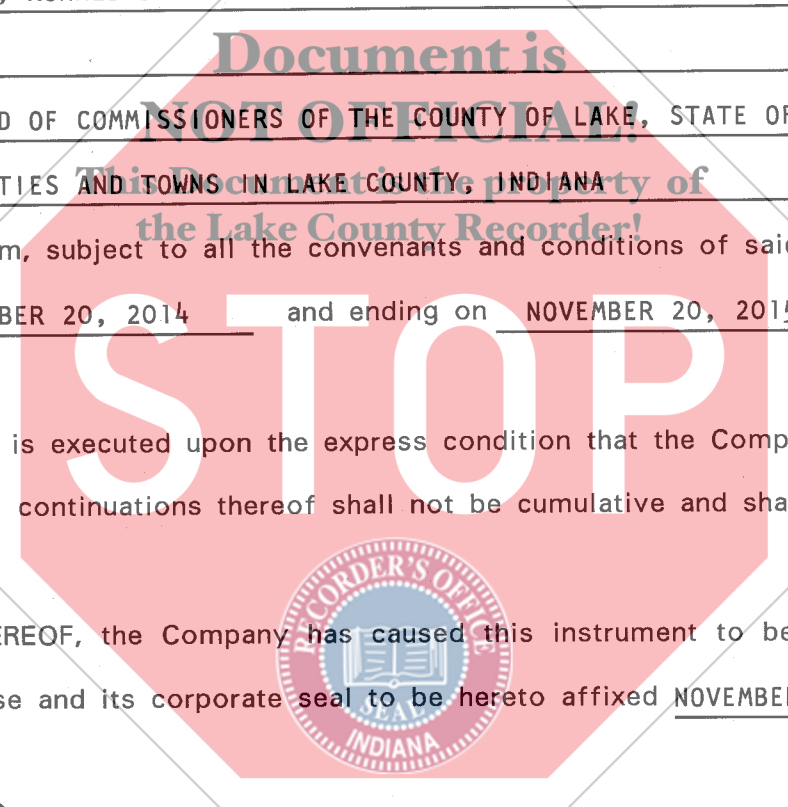 Document is
NOT OFFICIAL!
D OF COMMISSIONERS OF THE COUNTY OF LAKE, STATE OF
This Document is the property of
TIES AND TOWNS IN LAKE COUNTY, INDIANA
the Lake County Recorder!
m, subject to all the convenants and conditions of said
BER 20, 2014 and ending on NOVEMBER 20, 2015
STOP
is executed upon the express condition that the Comp
continuations thereof shall not be cumulative and sha
RECORDER'S OFFICE
EREOF, the Company has caused this instrument to be
se and its corporate seal to be hereto affixed NOVEMBER
SEAL
INDIANA